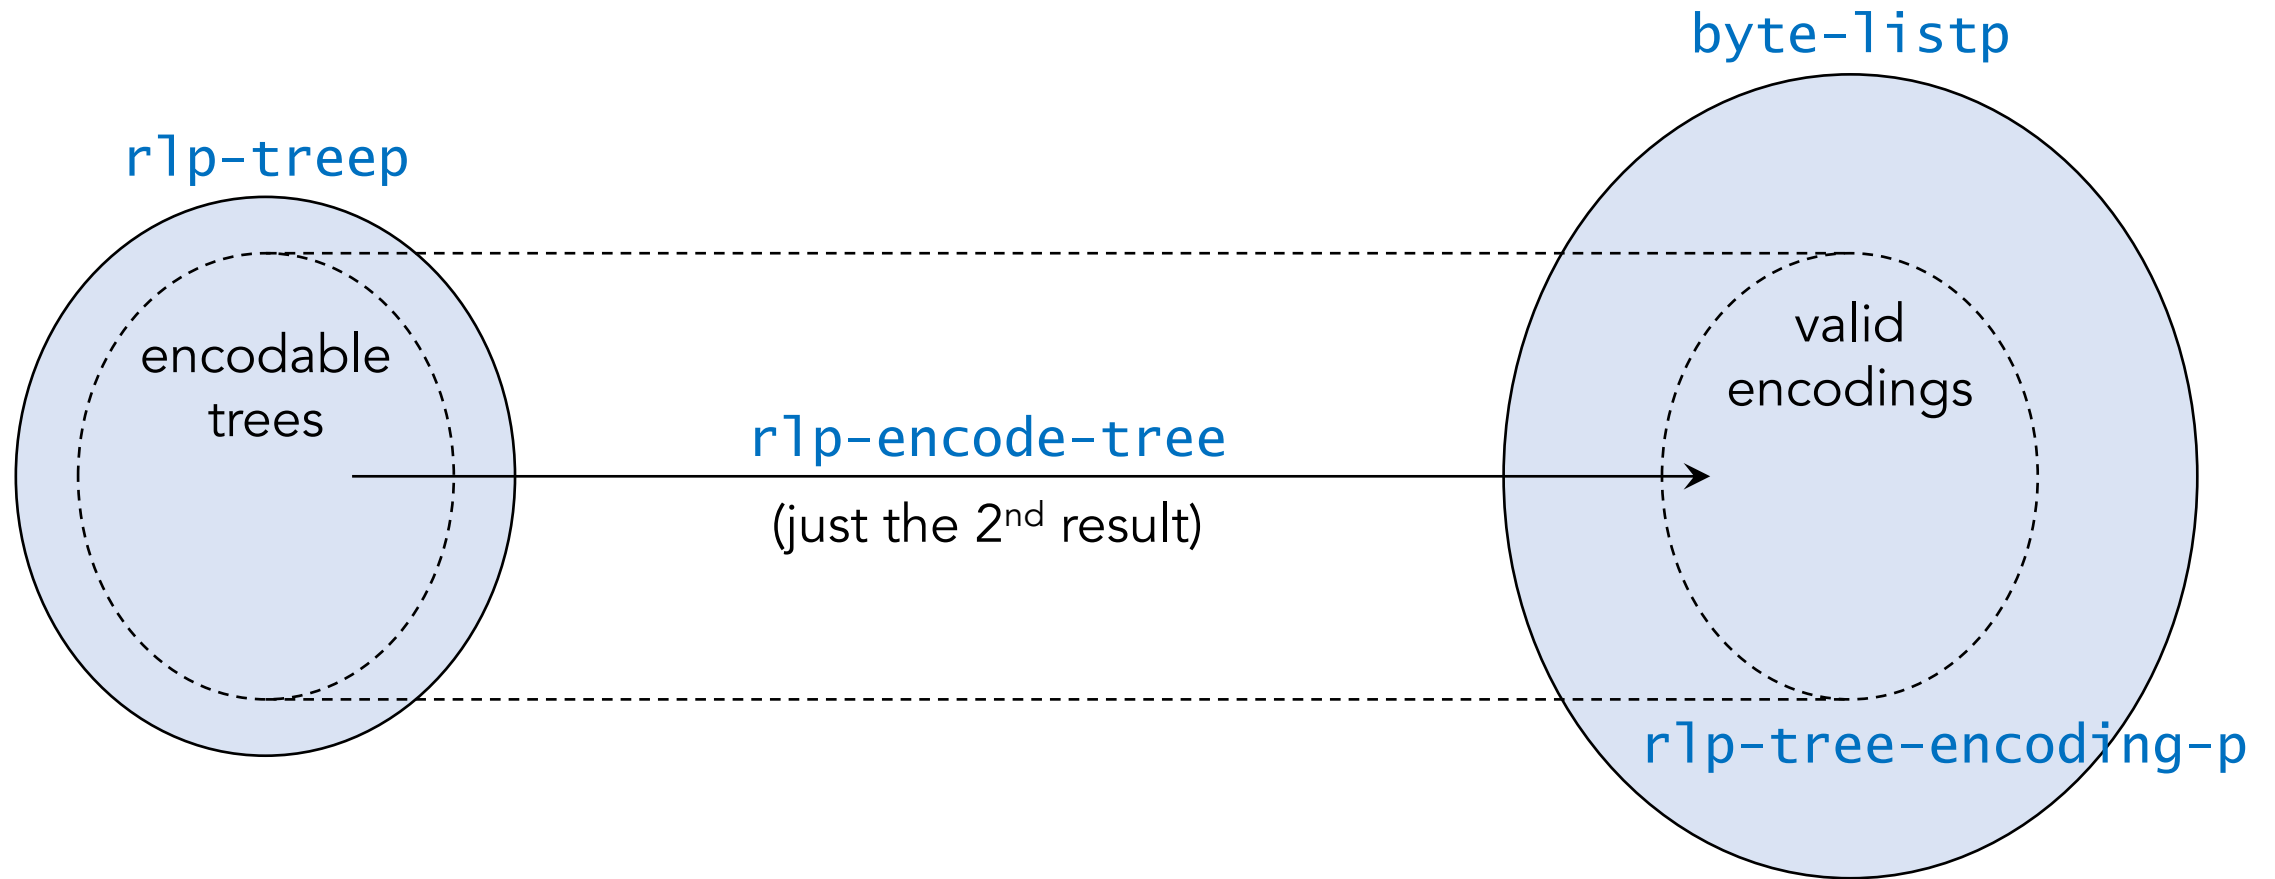 byte-listp
rlp-treep
encodable
trees
valid
encodings
rlp-encode-tree
(just the 2nd result)
rlp-tree-encoding-p